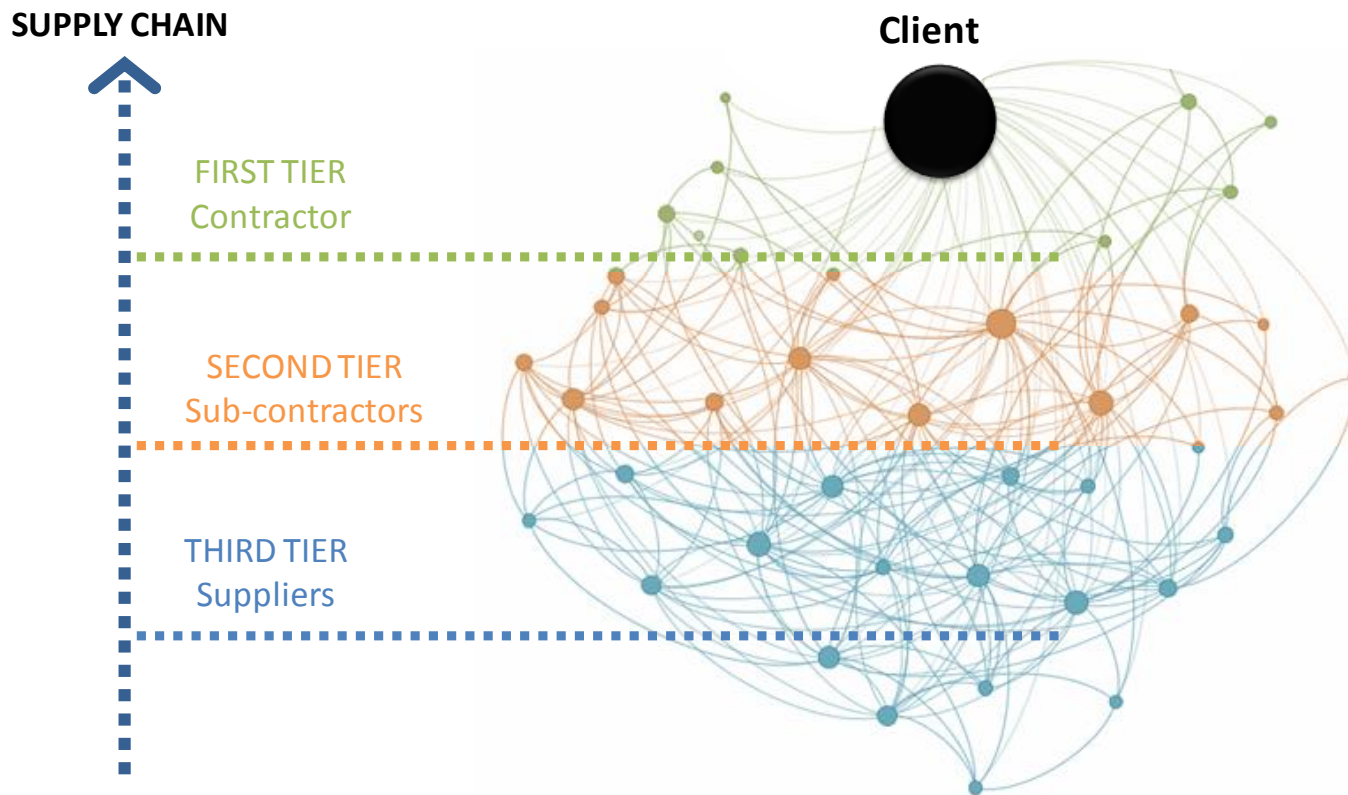 SUPPLY CHAIN
Client
FIRST TIER
Contractor
SECOND TIER
Sub-contractors
THIRD TIER
Suppliers